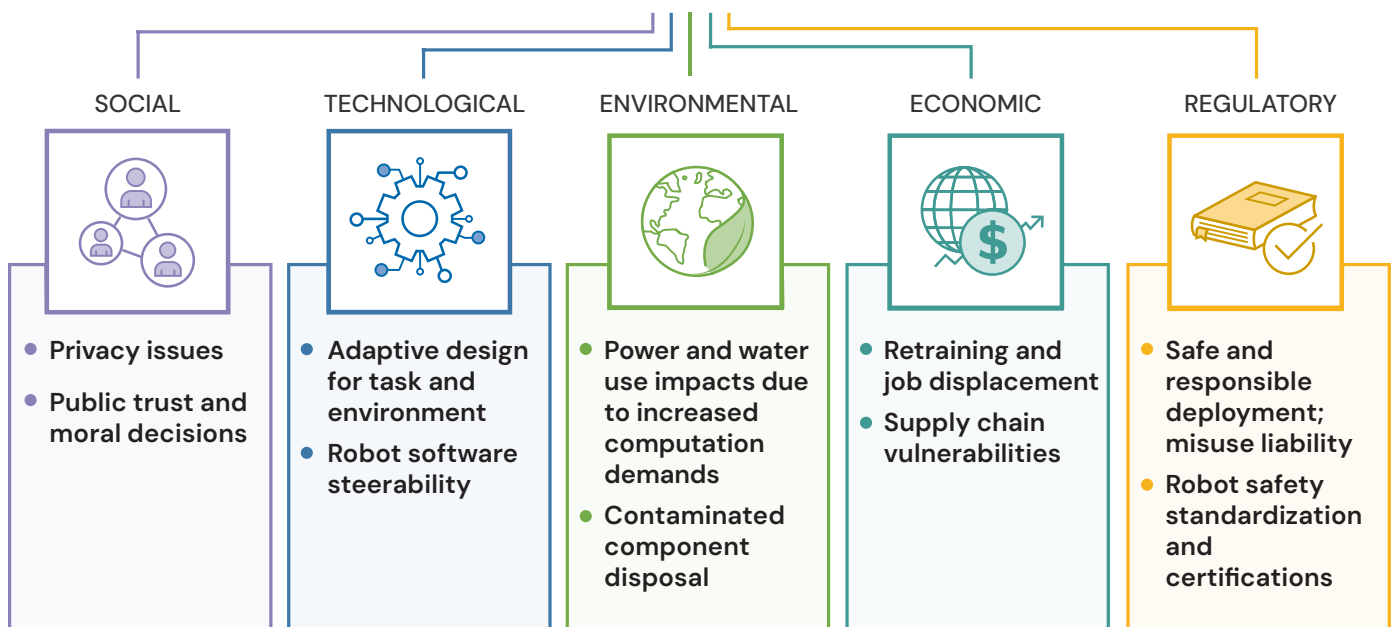 SOCIAL
Privacy issues
Public trust and
moral decisions
TECHNOLOGICAL
Adaptive design
for task and
environment
Robot software
steerability
ENVIRONMENTAL
Power and water
use impacts due
to increased
computation
demands
Contaminated
component
disposal
ECONOMIC
$
Retraining and
job displacement
Supply chain
vulnerabilities
REGULATORY
Safe and
responsible
deployment;
misuse liability
Robot safety
standardization
and
certifications